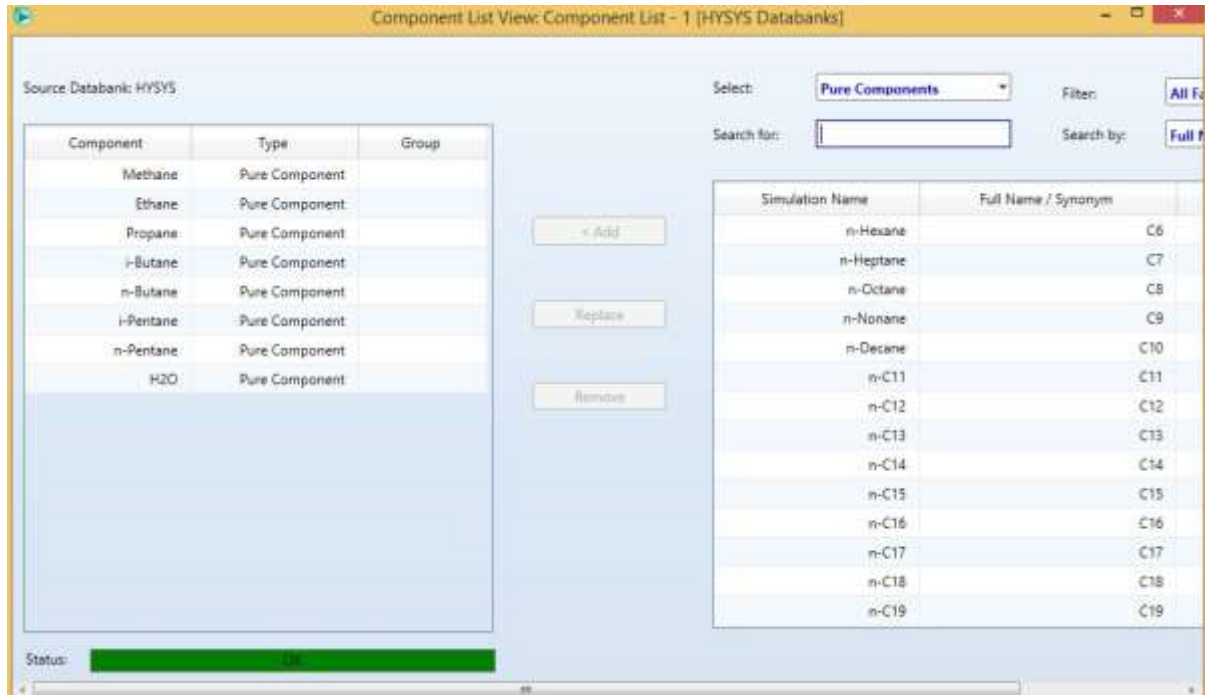 Component List View: Component List - 1 [HYSYS Databanks]
Source Databank: HYSYS
Select: Pure Components Filter: All Fa
Search for: Search by: Full N
Component Type Group
Methane Pure Component
Ethane Pure Component
Propane Pure Component
i-Butane Pure Component
n-Butane Pure Component
i-Pentane Pure Component
n-Pentane Pure Component
H2O Pure Component
< Add
Replace
Remove
Simulation Name Full Name / Synonym
n-Hexane C6
n-Heptane C7
n-Octane C8
n-Nonane C9
n-Decane C10
n-C11 C11
n-C12 C12
n-C13 C13
n-C14 C14
n-C15 C15
n-C16 C16
n-C17 C17
n-C18 C18
n-C19 C19
Status: OK